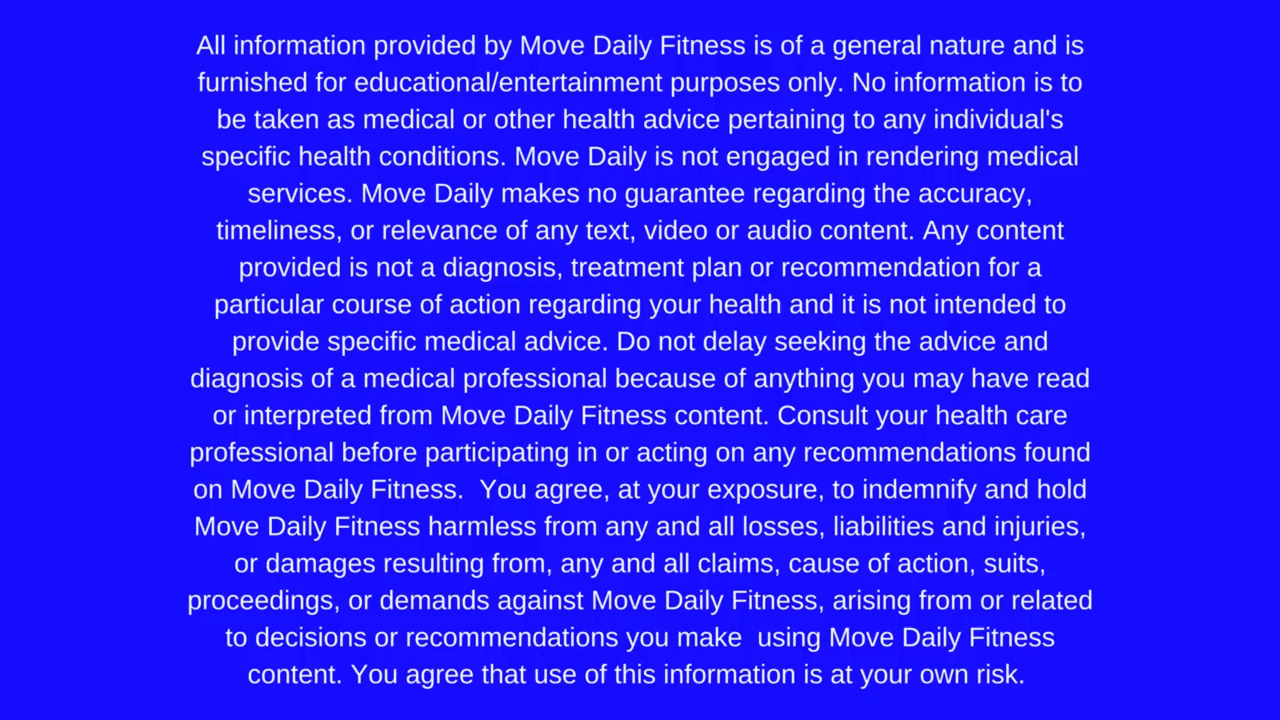 All information provided by Move Daily Fitness is of a general nature and is
furnished for educational/entertainment purposes only. No information is to
be taken as medical or other health advice pertaining to any individual's
specific health conditions. Move Daily is not engaged in rendering medical
services. Move Daily makes no guarantee regarding the accuracy,
timeliness, or relevance of any text, video or audio content. Any content
provided is not a diagnosis, treatment plan or recommendation for a
particular course of action regarding your health and it is not intended to
provide specific medical advice. Do not delay seeking the advice and
diagnosis of a medical professional because of anything you may have read
or interpreted from Move Daily Fitness content. Consult your health care
professional before participating in or acting on any recommendations found
on Move Daily Fitness.  You agree, at your exposure, to indemnify and hold
Move Daily Fitness harmless from any and all losses, liabilities and injuries,
or damages resulting from, any and all claims, cause of action, suits,
proceedings, or demands against Move Daily Fitness, arising from or related
to decisions or recommendations you make  using Move Daily Fitness
content. You agree that use of this information is at your own risk.